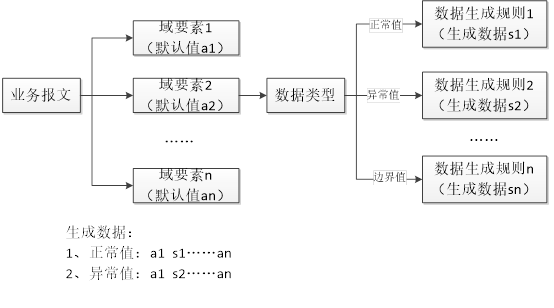 业务报文
域要素1
（默认值a1）
域要素2
（默认值a2）
……
域要素n
（默认值an）
数据类型
正常值
异常值
边界值
数据生成规则1
（生成数据s1）
数据生成规则2
（生成数据s2）
……
数据生成规则n
（生成数据sn）
生成数据：
1、正常值：a1 s1……an
2、异常值：a1 s2……an